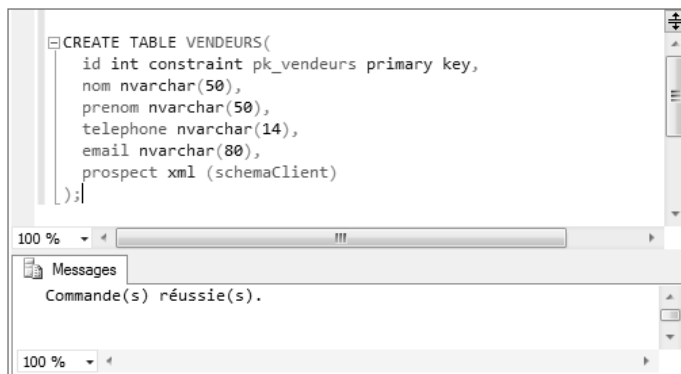 CREATE TABLE VENDEURS(
id int constraint pk_vendeurs primary key,
nom nvarchar(50),
prenom nvarchar(50),
telephone nvarchar(14),
email nvarchar(80),
prospect xml (schemaClient)
);
100 %
Messages
Commande(s) réussie(s).
100 %